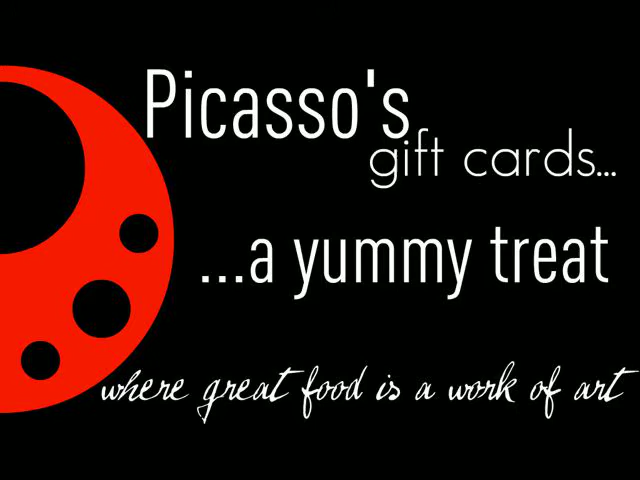 Picasso's
gift cards...
...a yummy treat
where great food is a work of art